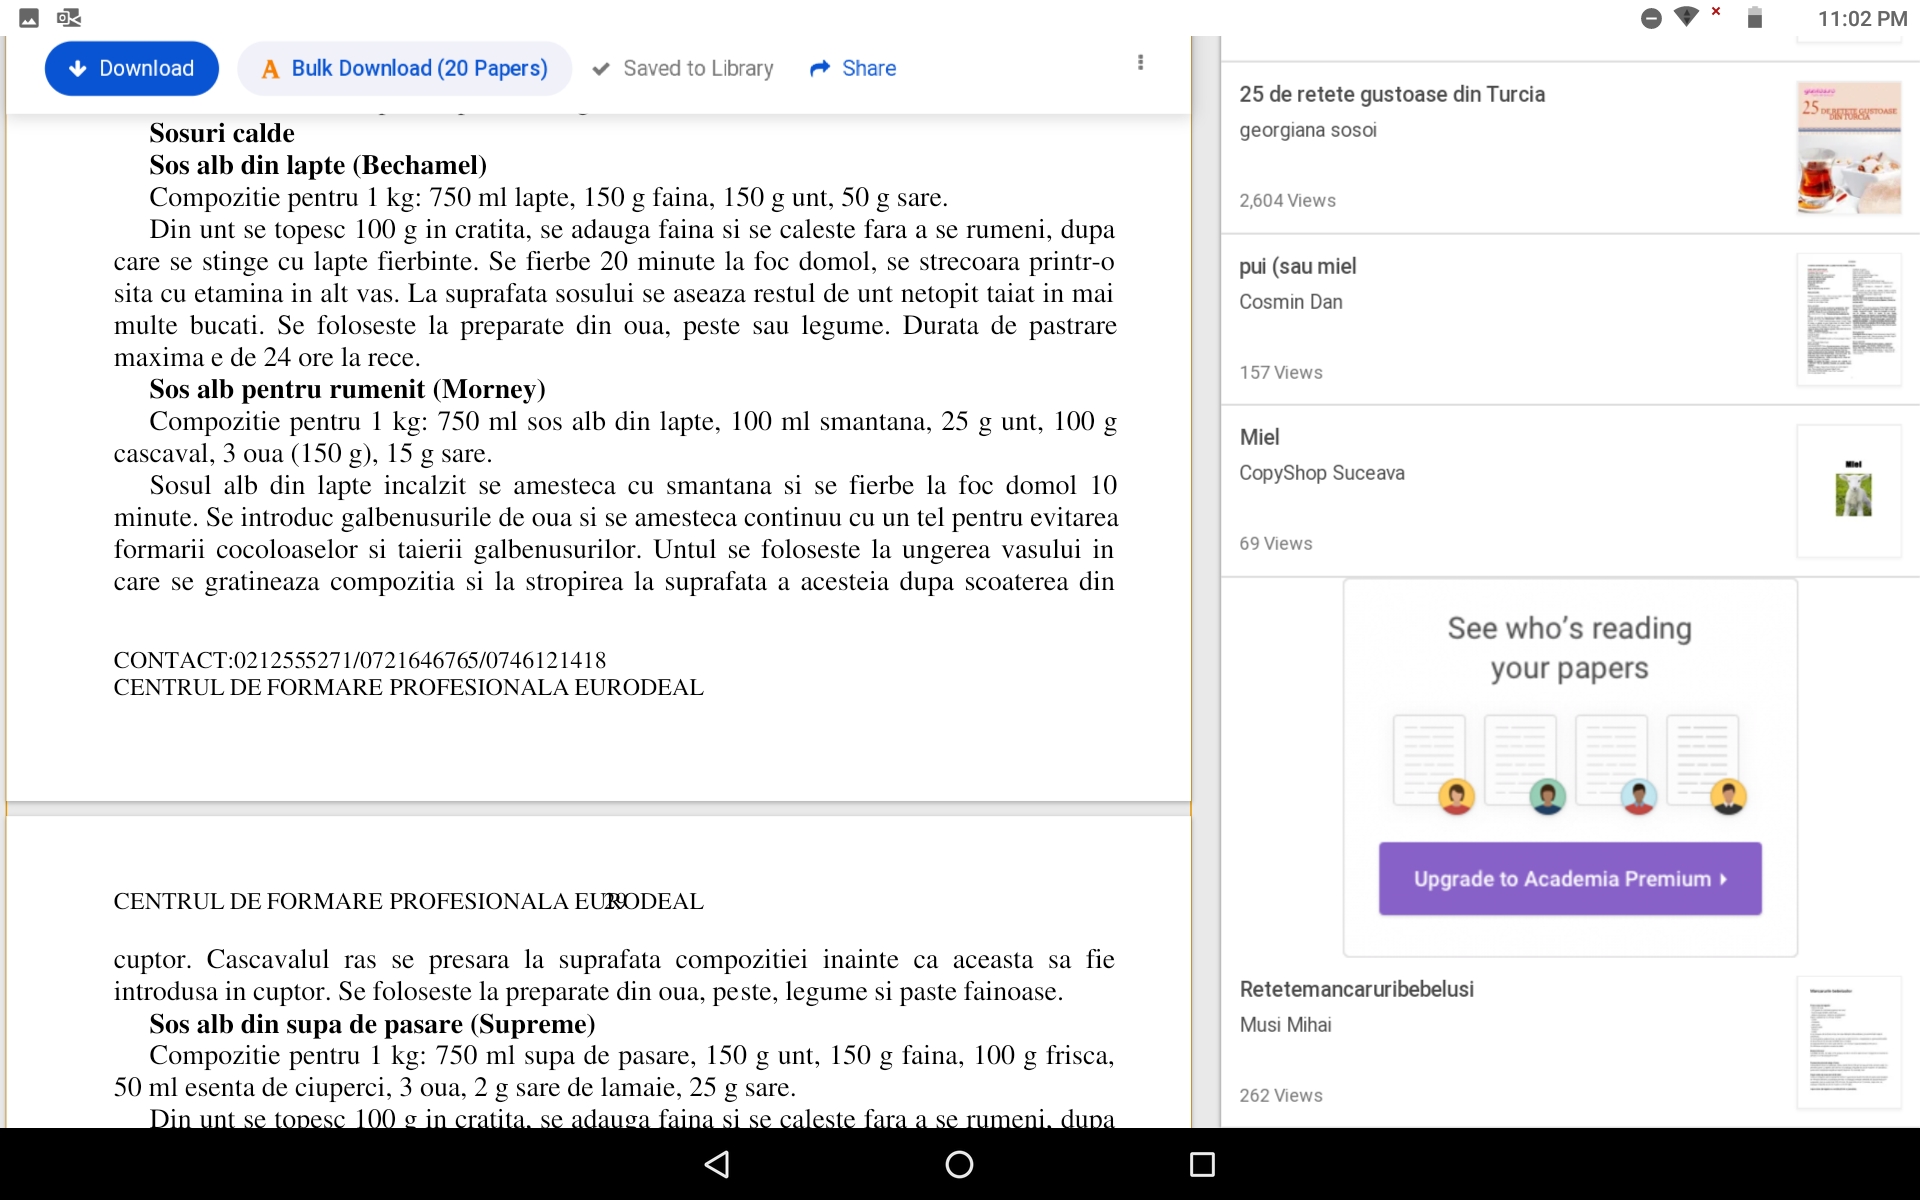 11:02 PM
Download
Bulk Download (20 Papers)
Saved to Library
Share
Sosuri calde
Sos alb din lapte (Bechamel)
Compozitie pentru 1 kg: 750 ml lapte, 150 g faina, 150 g unt, 50 g sare.
Din unt se topesc 100 g in cratita, se adauga faina si se caleste fara a se rumeni, dupa
care se stinge cu lapte fierbinte. Se fierbe 20 minute la foc domol, se strecoara printr-o
sita cu etamina in alt vas. La suprafata sosului se aseaza restul de unt netopit taiat in mai
multe bucati. Se foloseste la preparate din oua, peste sau legume. Durata de pastrare
maxima e de 24 ore la rece.
Sos alb pentru rumenit (Morney)
Compozitie pentru 1 kg: 750 ml sos alb din lapte, 100 ml smantana, 25 g unt, 100 g
cascaval, 3 oua (150 g), 15 g sare.
Sosul alb din lapte incalzit se amesteca cu smantana si se fierbe la foc domol 10
minute. Se introduc galbenusurile de oua si se amesteca continuu cu un tel pentru evitarea
formarii cocoloaselor si taierii galbenusurilor. Untul se foloseste la ungerea vasului in
care se gratineaza compozitia si la stropirea la suprafata a acesteia dupa scoaterea din
CONTACT:0212555271/0721646765/0746121418
CENTRUL DE FORMARE PROFESIONALA EURODEAL
CENTRUL DE FORMARE PROFESIONALA EURODEAL
cuptor. Cascavalul ras se presara la suprafata compozitiei inainte ca aceasta sa fie
introdusa in cuptor. Se foloseste la preparate din oua, peste, legume si paste fainoase.
Sos alb din supa de pasare (Supreme)
Compozitie pentru 1 kg: 750 ml supa de pasare, 150 g unt, 150 g faina, 100 g frisca,
50 ml esenta de ciuperci, 3 oua, 2 g sare de lamaie, 25 g sare.
Din unt se topesc 100 g in cratita, se adauga faina si se caleste fara a se rumeni, dupa
25 de retete gustoase din Turcia
georgiana sosoi
2,604 Views
25 DE RETETE GUSTOASE
DIN TURCIA
pui (sau miel
Cosmin Dan
157 Views
Miel
CopyShop Suceava
69 Views
Miel
See who's reading
your papers
Upgrade to Academia Premium
Retetemancaruribebelusi
Musi Mihai
262 Views